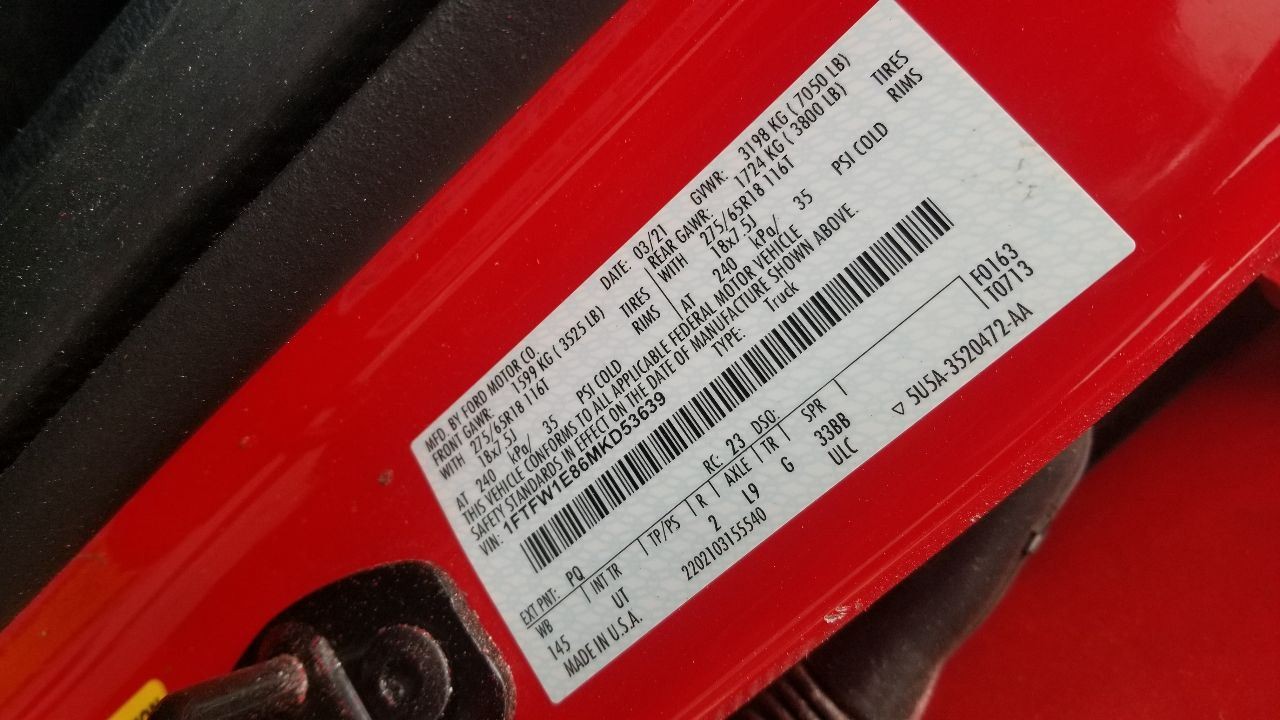 MFD. BY FORD MOTOR CO. DATE: 03/21 GVWR: 3198 KG ( 7050 LB)
FRONT GAWR: 1599 KG ( 3525 LB) REAR GAWR: 1724 KG ( 3800 LB)
WITH 275/65R18 116T TIRES WITH 275/65R18 116T TIRES
18x7.5J RIMS 18x7.5J RIMS
AT 240 kPa/ 35 PSI COLD AT 240 kPa/ 35 PSI COLD
THIS VEHICLE CONFORMS TO ALL APPLICABLE FEDERAL MOTOR VEHICLE
SAFETY STANDARDS IN EFFECT ON THE DATE OF MANUFACTURE SHOWN ABOVE.
VIN: 1FTFW1E86MKD53639 TYPE: Truck
EXT PNT: PQ RC: 23 DSO: F0163
WB INT TR TP/PS R AXLE TR SPR T0713
145 UT 2 L9 G 33BB
MADE IN U.S.A. 2202103155540 ULC ▽ 5U5A-3520472-AA